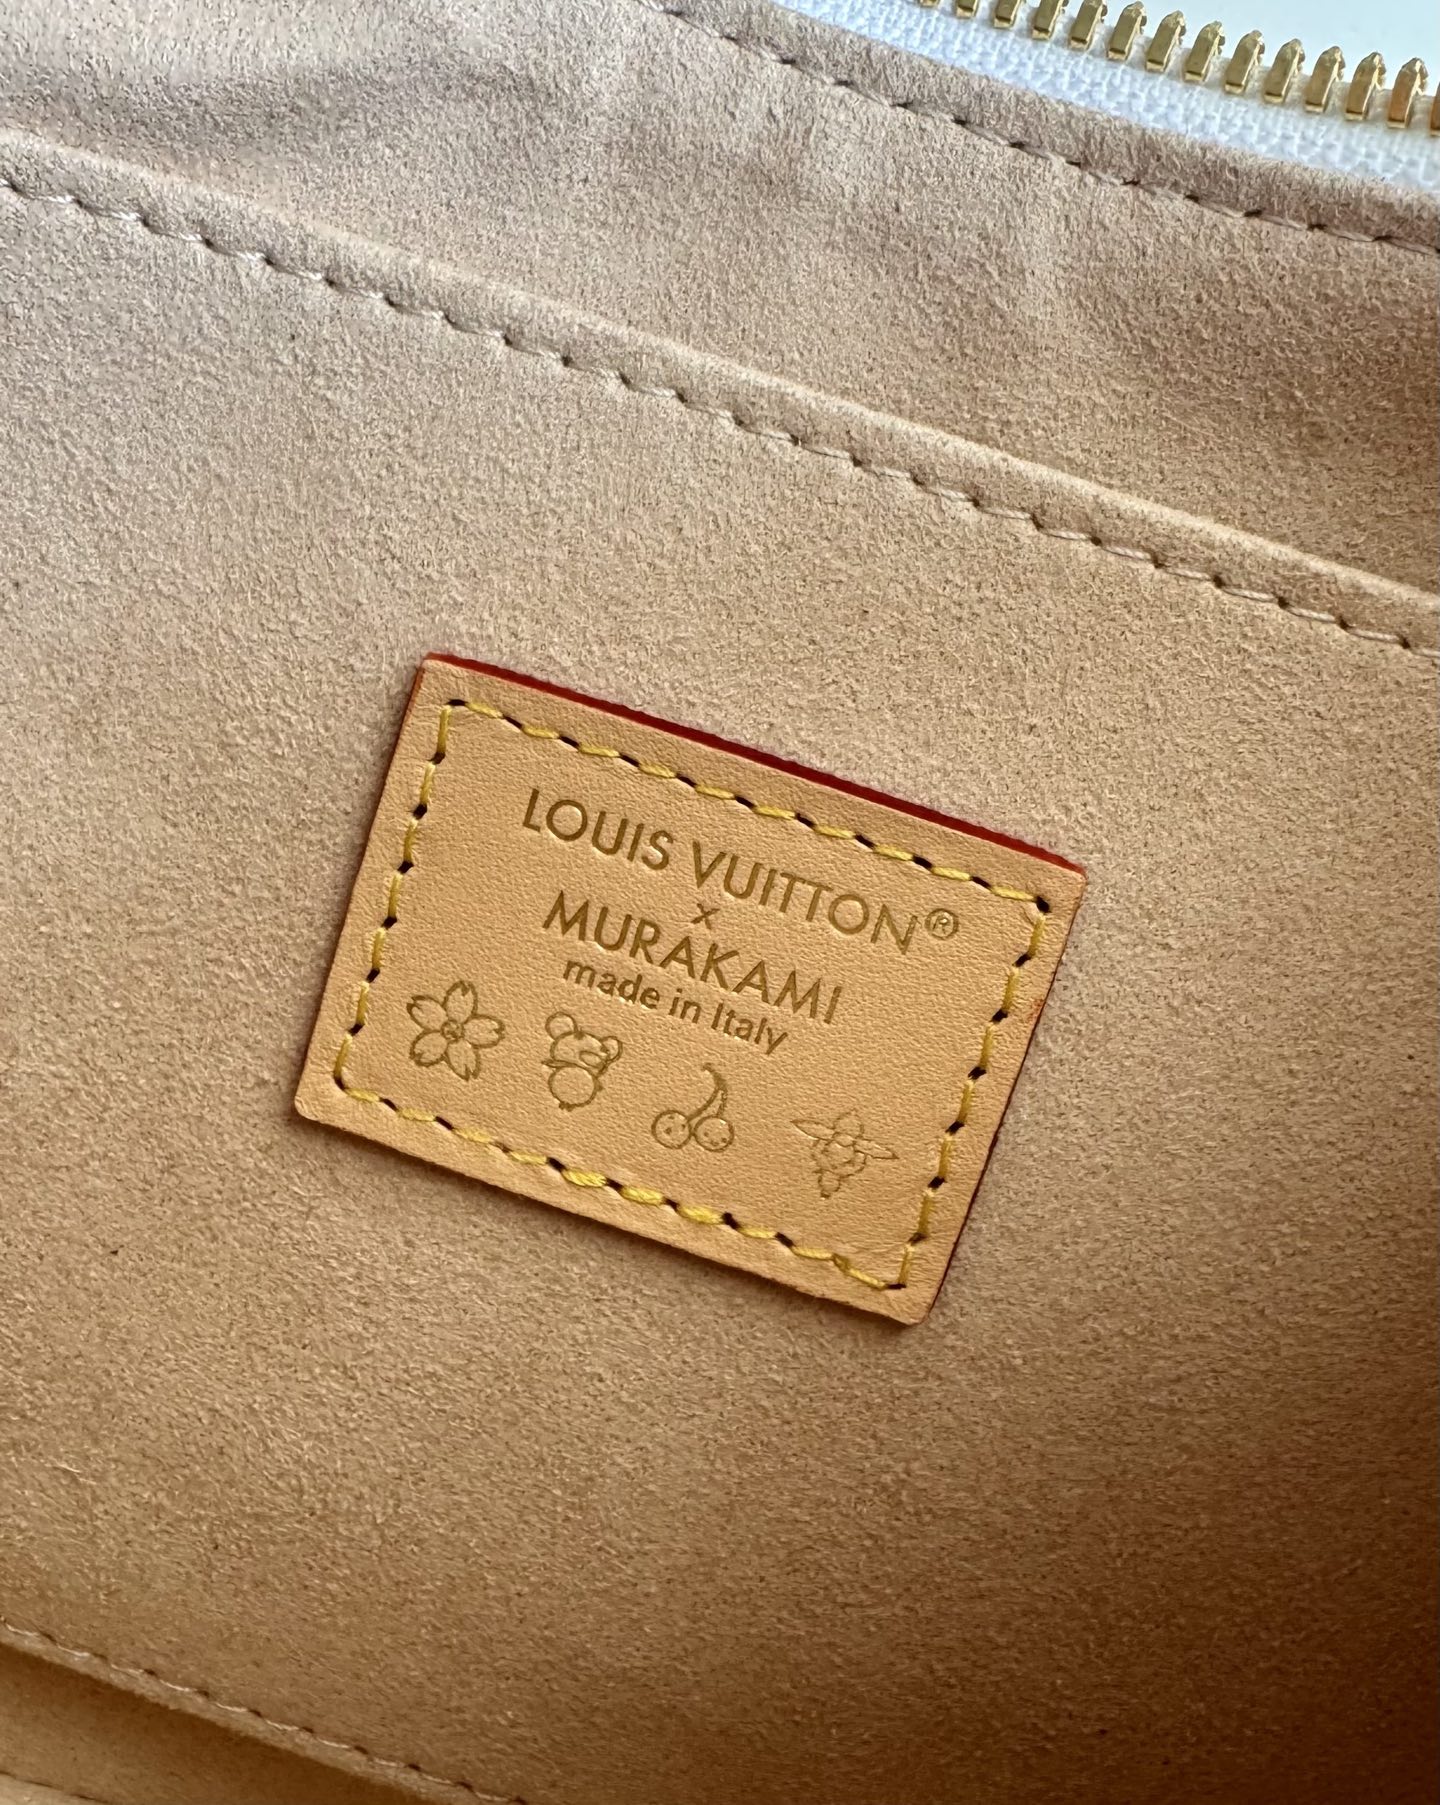 LOUIS VUITTON®
×
MURAKAMI
made in Italy